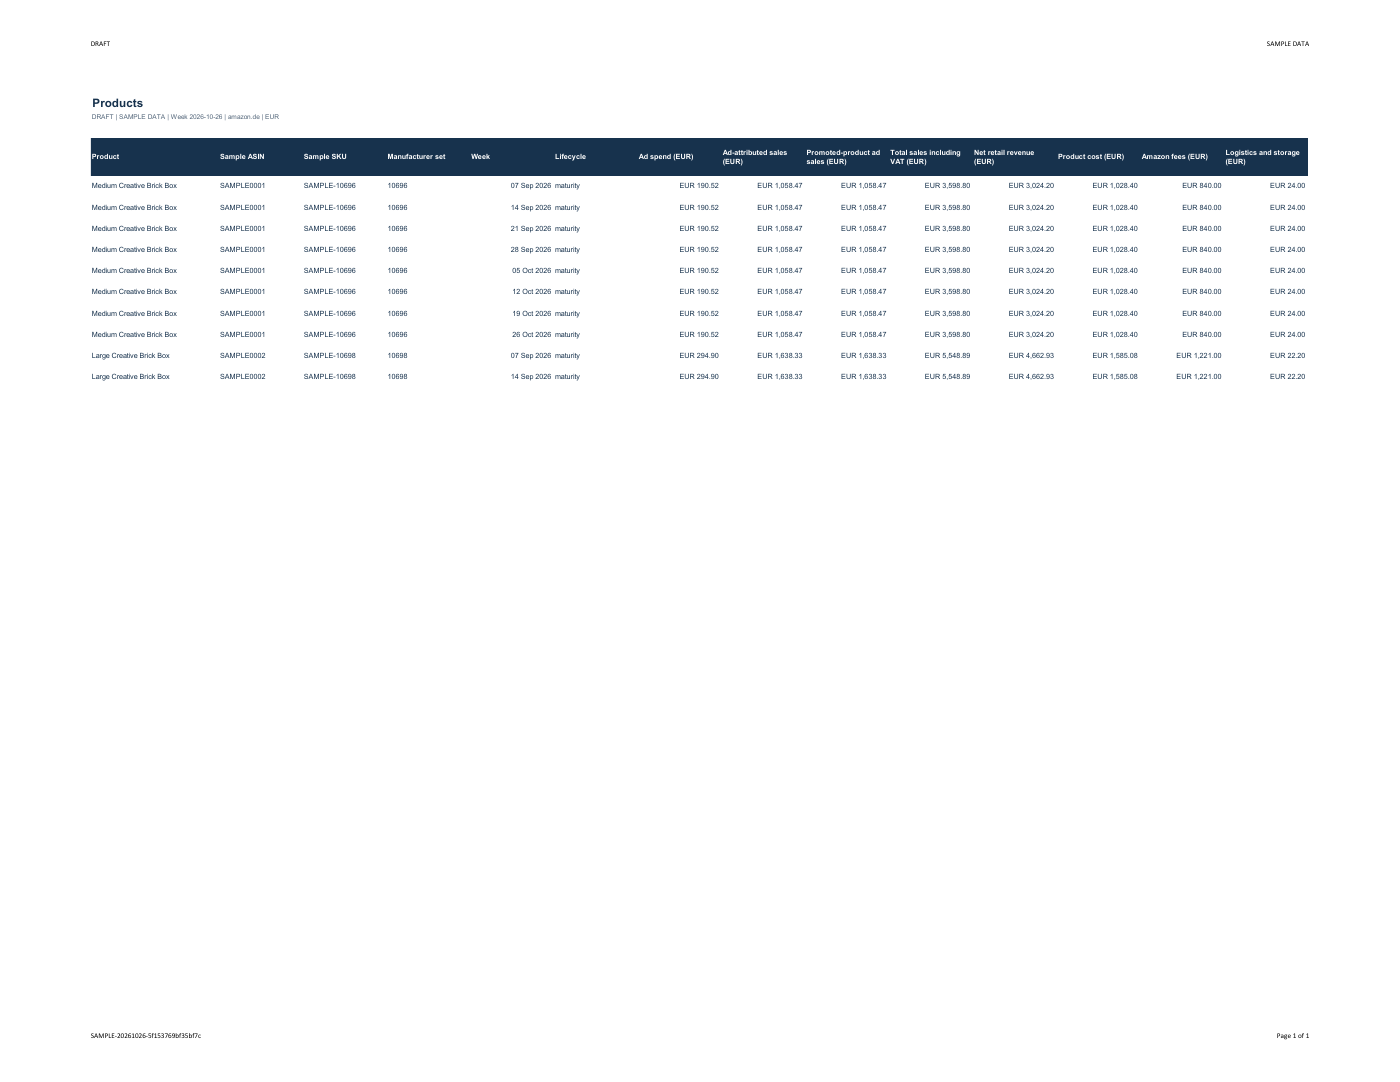 DRAFT SAMPLE DATA
Products
DRAFT | SAMPLE DATA | Week 2026-10-26 | amazon.de | EUR
Product Sample ASIN Sample SKU Manufacturer set Week Lifecycle Ad spend (EUR) Ad-attributed sales (EUR) Promoted-product ad sales (EUR) Total sales including VAT (EUR) Net retail revenue (EUR) Product cost (EUR) Amazon fees (EUR) Logistics and storage (EUR)
Medium Creative Brick Box SAMPLE0001 SAMPLE-10696 10696 07 Sep 2026 maturity EUR 190.52 EUR 1,058.47 EUR 1,058.47 EUR 3,598.80 EUR 3,024.20 EUR 1,028.40 EUR 840.00 EUR 24.00
Medium Creative Brick Box SAMPLE0001 SAMPLE-10696 10696 14 Sep 2026 maturity EUR 190.52 EUR 1,058.47 EUR 1,058.47 EUR 3,598.80 EUR 3,024.20 EUR 1,028.40 EUR 840.00 EUR 24.00
Medium Creative Brick Box SAMPLE0001 SAMPLE-10696 10696 21 Sep 2026 maturity EUR 190.52 EUR 1,058.47 EUR 1,058.47 EUR 3,598.80 EUR 3,024.20 EUR 1,028.40 EUR 840.00 EUR 24.00
Medium Creative Brick Box SAMPLE0001 SAMPLE-10696 10696 28 Sep 2026 maturity EUR 190.52 EUR 1,058.47 EUR 1,058.47 EUR 3,598.80 EUR 3,024.20 EUR 1,028.40 EUR 840.00 EUR 24.00
Medium Creative Brick Box SAMPLE0001 SAMPLE-10696 10696 05 Oct 2026 maturity EUR 190.52 EUR 1,058.47 EUR 1,058.47 EUR 3,598.80 EUR 3,024.20 EUR 1,028.40 EUR 840.00 EUR 24.00
Medium Creative Brick Box SAMPLE0001 SAMPLE-10696 10696 12 Oct 2026 maturity EUR 190.52 EUR 1,058.47 EUR 1,058.47 EUR 3,598.80 EUR 3,024.20 EUR 1,028.40 EUR 840.00 EUR 24.00
Medium Creative Brick Box SAMPLE0001 SAMPLE-10696 10696 19 Oct 2026 maturity EUR 190.52 EUR 1,058.47 EUR 1,058.47 EUR 3,598.80 EUR 3,024.20 EUR 1,028.40 EUR 840.00 EUR 24.00
Medium Creative Brick Box SAMPLE0001 SAMPLE-10696 10696 26 Oct 2026 maturity EUR 190.52 EUR 1,058.47 EUR 1,058.47 EUR 3,598.80 EUR 3,024.20 EUR 1,028.40 EUR 840.00 EUR 24.00
Large Creative Brick Box SAMPLE0002 SAMPLE-10698 10698 07 Sep 2026 maturity EUR 294.90 EUR 1,638.33 EUR 1,638.33 EUR 5,548.89 EUR 4,662.93 EUR 1,585.08 EUR 1,221.00 EUR 22.20
Large Creative Brick Box SAMPLE0002 SAMPLE-10698 10698 14 Sep 2026 maturity EUR 294.90 EUR 1,638.33 EUR 1,638.33 EUR 5,548.89 EUR 4,662.93 EUR 1,585.08 EUR 1,221.00 EUR 22.20
SAMPLE-20261026-5f153769bf35bf7c Page 1 of 1